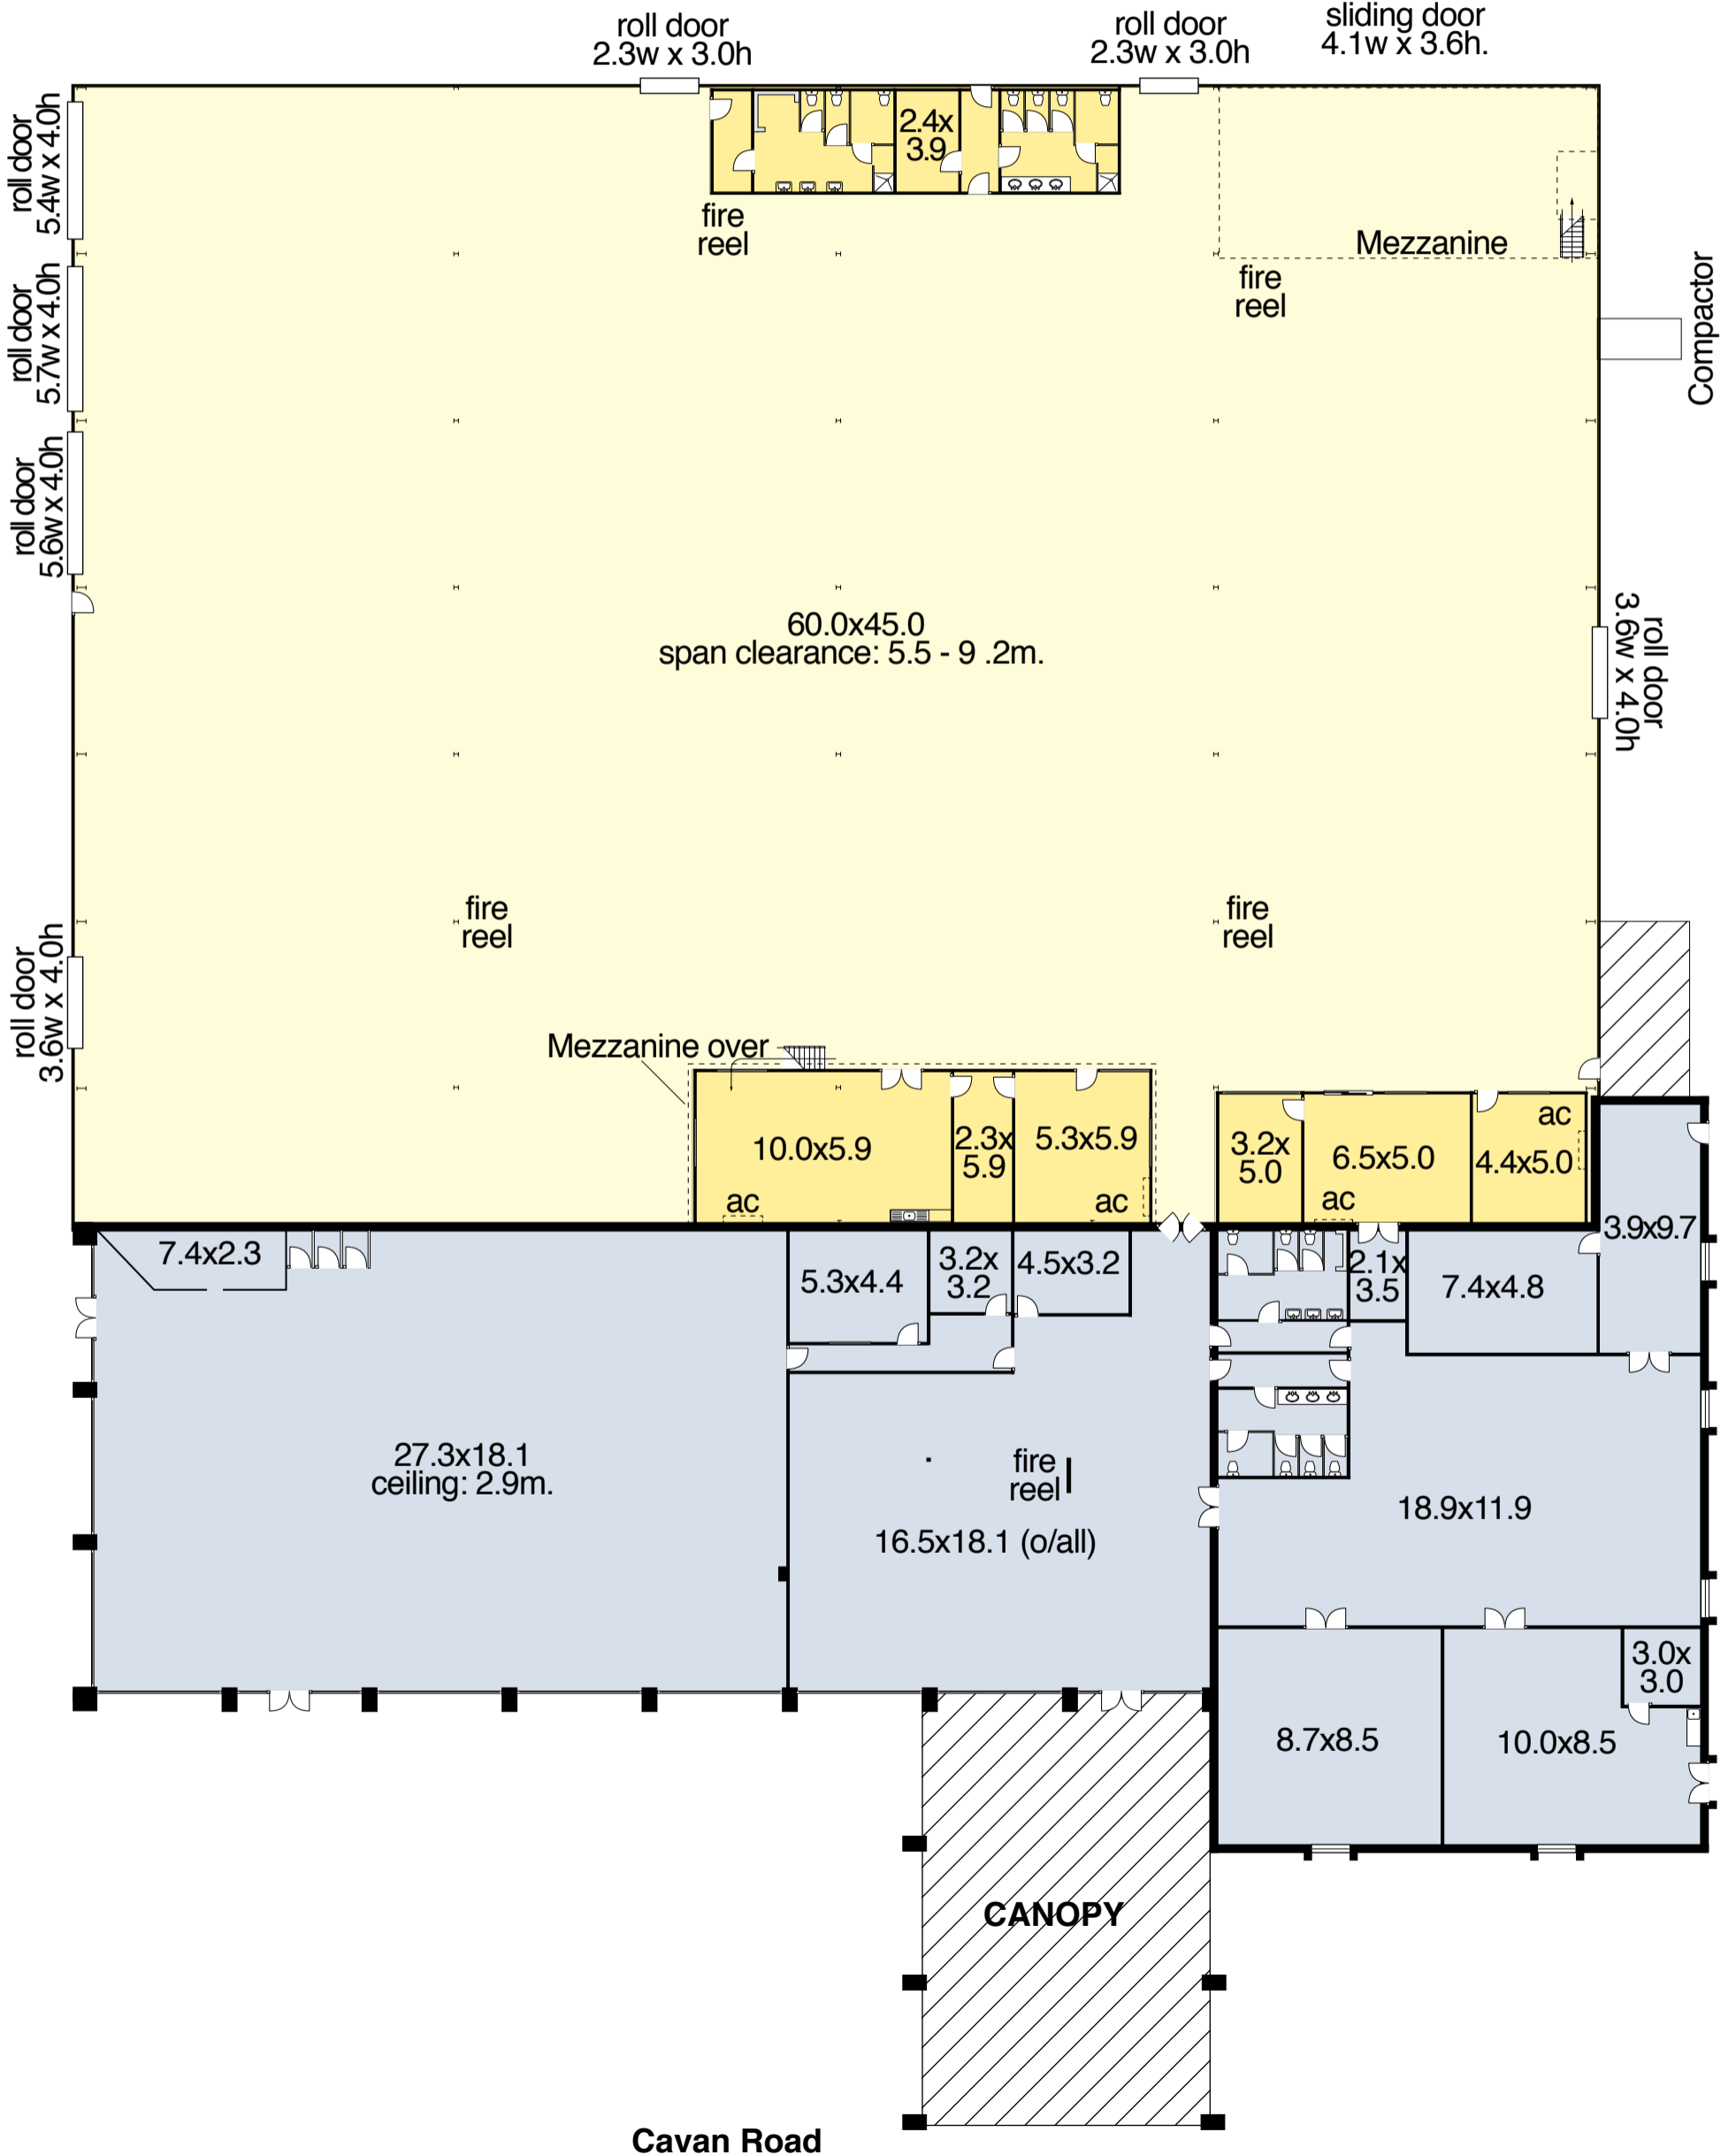 roll door
2.3w x 3.0h
roll door
2.3w x 3.0h
sliding door
4.1w x 3.6h.
roll door
5.4w x 4.0h
2.4x
3.9
fire
reel
Mezzanine
fire
reel
Compactor
roll door
5.7w x 4.0h
roll door
5.6w x 4.0h
60.0x45.0
span clearance: 5.5 - 9 .2m.
roll door
3.6w x 4.0h
fire
reel
fire
reel
roll door
3.6w x 4.0h
Mezzanine over
10.0x5.9
ac
2.3x
5.9
5.3x5.9
ac
3.2x
5.0
6.5x5.0
ac
ac
4.4x5.0
3.9x9.7
7.4x2.3
5.3x4.4
3.2x
3.2
4.5x3.2
2.1x
3.5
7.4x4.8
27.3x18.1
ceiling: 2.9m.
fire
reel
16.5x18.1 (o/all)
18.9x11.9
8.7x8.5
10.0x8.5
3.0x
3.0
CANOPY
Cavan Road